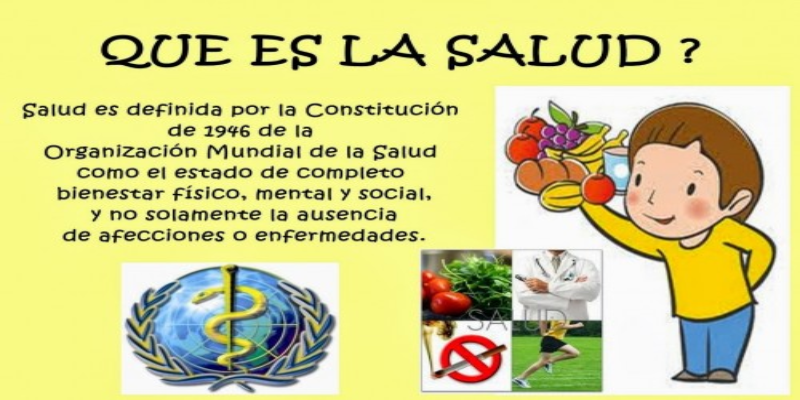 QUE ES LA SALUD ?
Salud es definida por la Constitución
de 1946 de la
Organización Mundial de la Salud
como el estado de completo
bienestar físico, mental y social,
y no solamente la ausencia
de afecciones o enfermedades.
SALUD